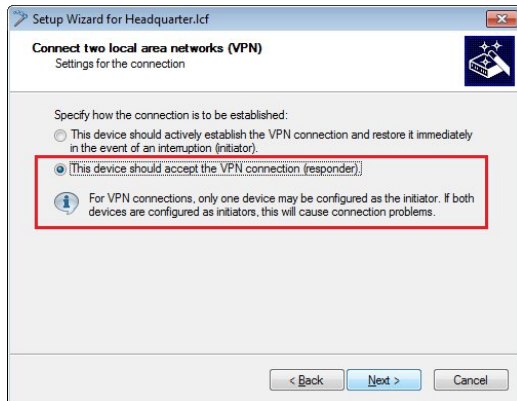 Setup Wizard for Headquarter.lcf
Connect two local area networks (VPN)
Settings for the connection
Specify how the connection is to be established:
This device should actively establish the VPN connection and restore it immediately
in the event of an interruption (initiator).
This device should accept the VPN connection (responder).
For VPN connections, only one device may be configured as the initiator. If both
devices are configured as initiators, this will cause connection problems.
< Back
Next >
Cancel